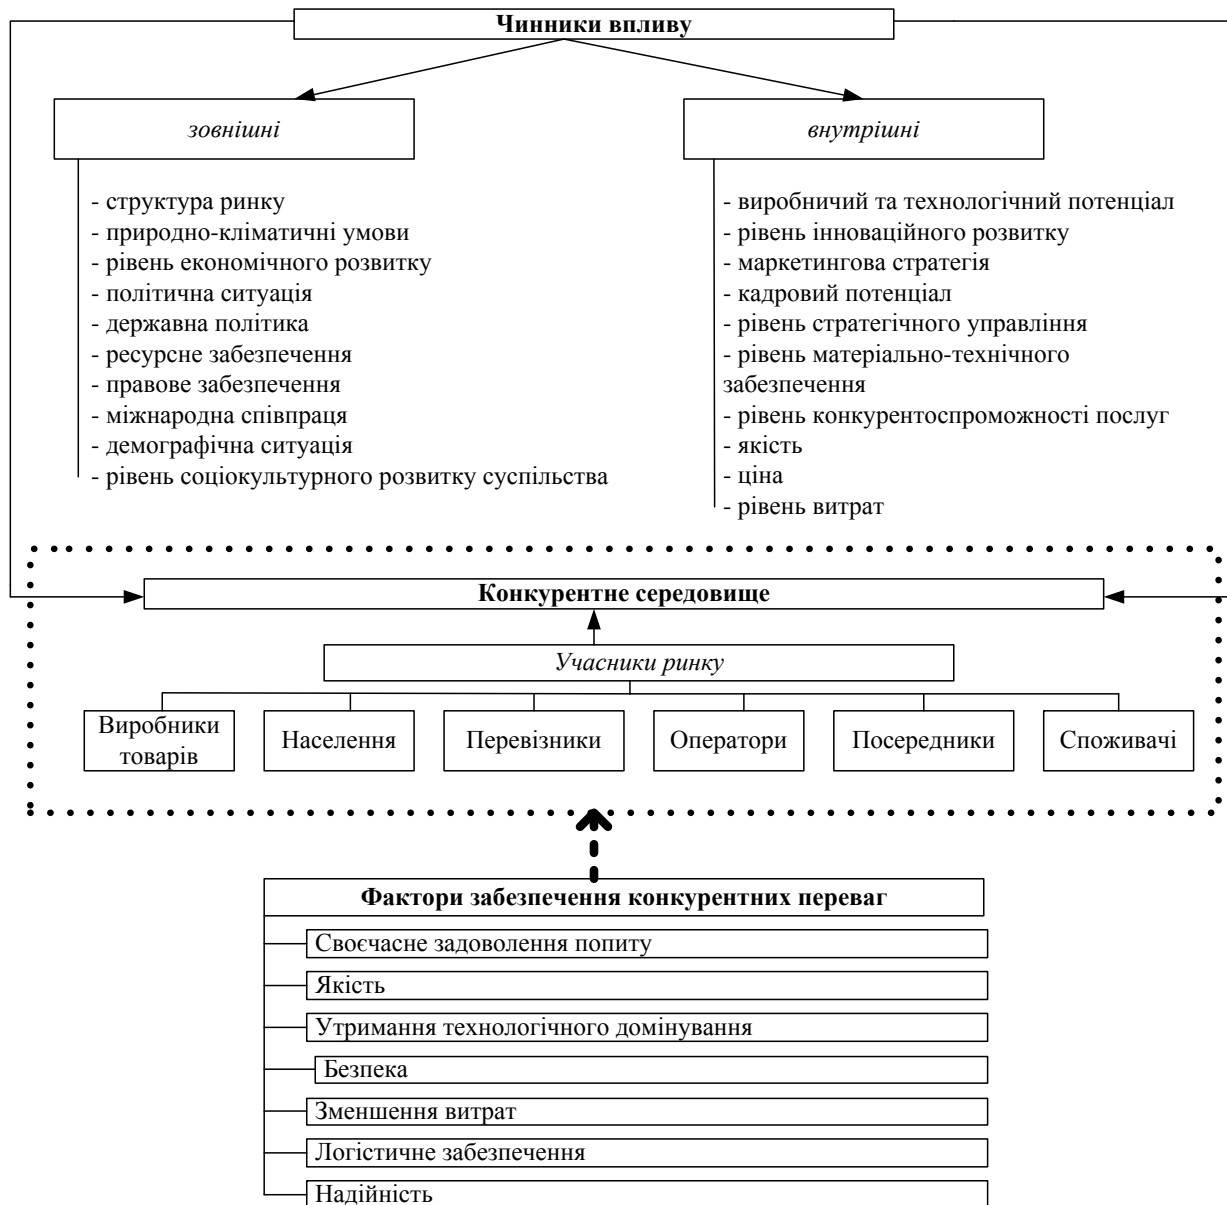 Чинники впливу
зовнішні
- структура ринку
- природно-кліматичні умови
- рівень економічного розвитку
- політична ситуація
- державна політика
- ресурсне забезпечення
- правове забезпечення
- міжнародна співпраця
- демографічна ситуація
- рівень соціокультурного розвитку суспільства
внутрішні
- виробничий та технологічний потенціал
- рівень інноваційного розвитку
- маркетингова стратегія
- кадровий потенціал
- рівень стратегічного управління
- рівень матеріально-технічного
забезпечення
- рівень конкурентоспроможності послуг
- якість
- ціна
- рівень витрат
Конкурентне середовище
Учасники ринку
Виробники
товарів
Населення
Перевізники
Оператори
Посередники
Споживачі
Фактори забезпечення конкурентних переваг
Своєчасне задоволення попиту
Якість
Утримання технологічного домінування
Безпека
Зменшення витрат
Логістичне забезпечення
Надійність